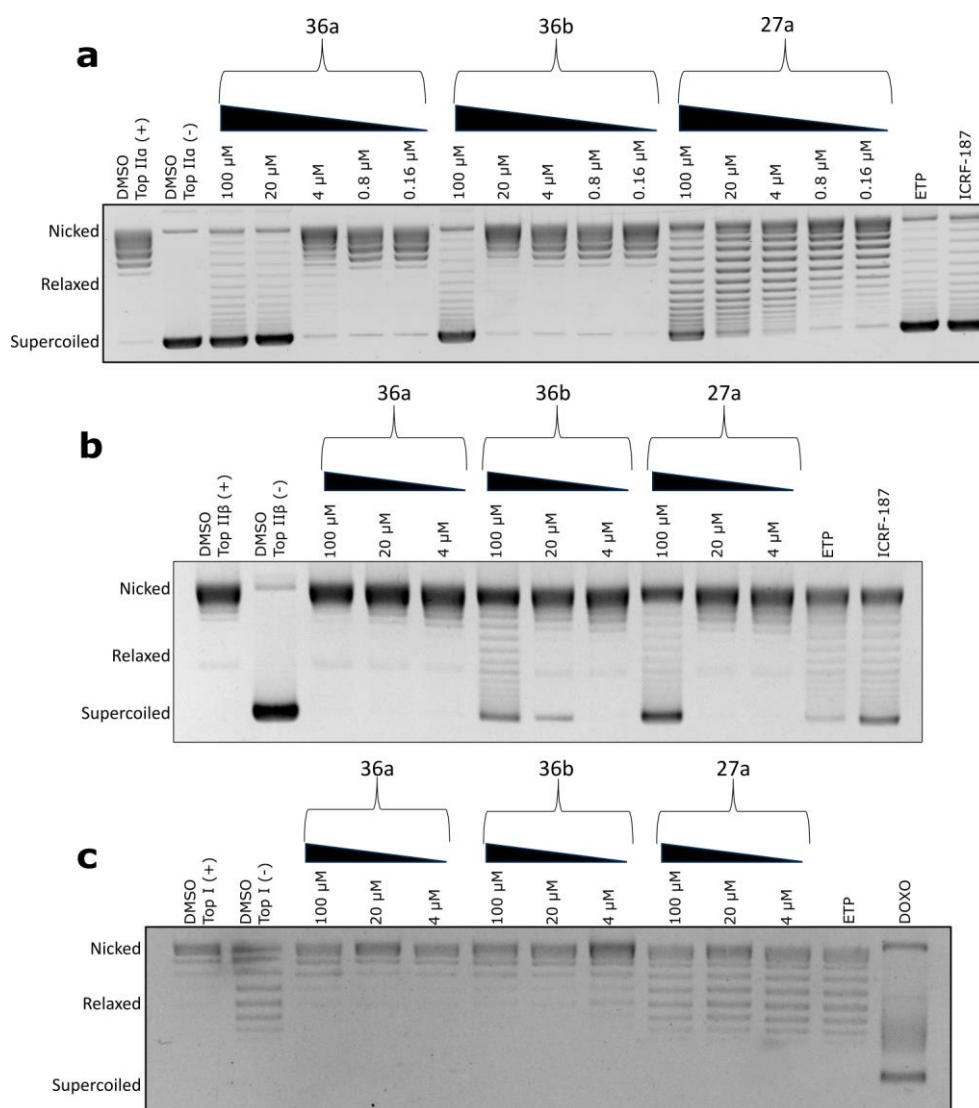 a
36a 36b 27a
DMSO Top IIα (+)
DMSO Top IIα (-)
100 µM
20 µM
4 µM
0.8 µM
0.16 µM
100 µM
20 µM
4 µM
0.8 µM
0.16 µM
100 µM
20 µM
4 µM
0.8 µM
0.16 µM
ETP
ICRF-187
Nicked
Relaxed
Supercoiled
b
36a 36b 27a
DMSO Top IIβ (+)
DMSO Top IIβ (-)
100 µM
20 µM
4 µM
100 µM
20 µM
4 µM
100 µM
20 µM
4 µM
ETP
ICRF-187
Nicked
Relaxed
Supercoiled
c
36a 36b 27a
DMSO Top I (+)
DMSO Top I (-)
100 µM
20 µM
4 µM
100 µM
20 µM
4 µM
100 µM
20 µM
4 µM
ETP
DOXO
Nicked
Relaxed
Supercoiled